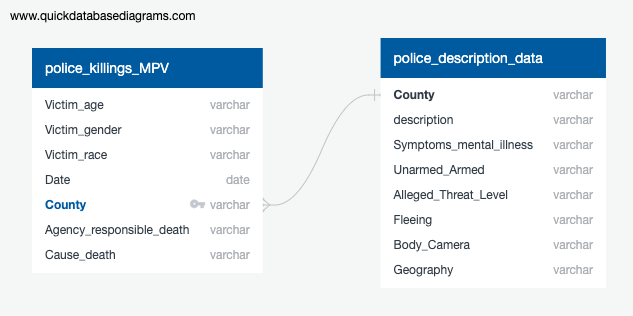 www.quickdatabasediagrams.com
police_killings_MPV
Victim_age varchar
Victim_gender varchar
Victim_race varchar
Date date
County varchar
Agency_responsible_death varchar
Cause_death varchar
police_description_data
County varchar
description varchar
Symptoms_mental_illness varchar
Unarmed_Armed varchar
Alleged_Threat_Level varchar
Fleeing varchar
Body_Camera varchar
Geography varchar